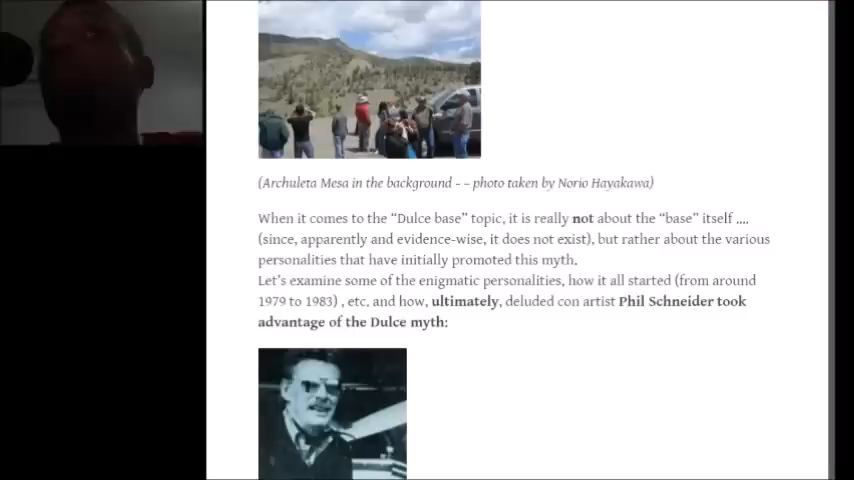 (Archuleta Mesa in the background - – photo taken by Norio Hayakawa)
When it comes to the “Dulce base” topic, it is really not about the “base” itself ....
(since, apparently and evidence-wise, it does not exist), but rather about the various
personalities that have initially promoted this myth.
Let’s examine some of the enigmatic personalities, how it all started (from around
1979 to 1983) , etc. and how, ultimately, deluded con artist Phil Schneider took
advantage of the Dulce myth: